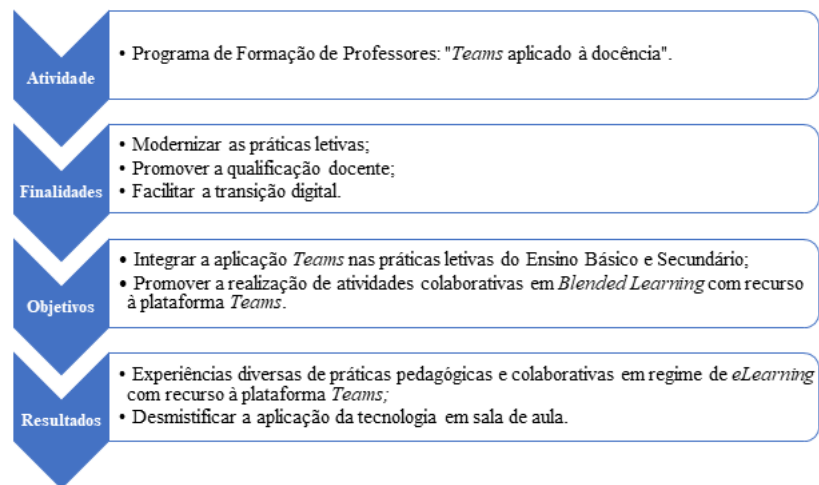 Atividade
• Programa de Formação de Professores: "Teams aplicado à docência".
Finalidades
• Modernizar as práticas letivas;
• Promover a qualificação docente;
• Facilitar a transição digital.
Objetivos
• Integrar a aplicação Teams nas práticas letivas do Ensino Básico e Secundário;
• Promover a realização de atividades colaborativas em Blended Learning com recurso
à plataforma Teams.
Resultados
• Experiências diversas de práticas pedagógicas e colaborativas em regime de eLearning
com recurso à plataforma Teams;
• Desmistificar a aplicação da tecnologia em sala de aula.